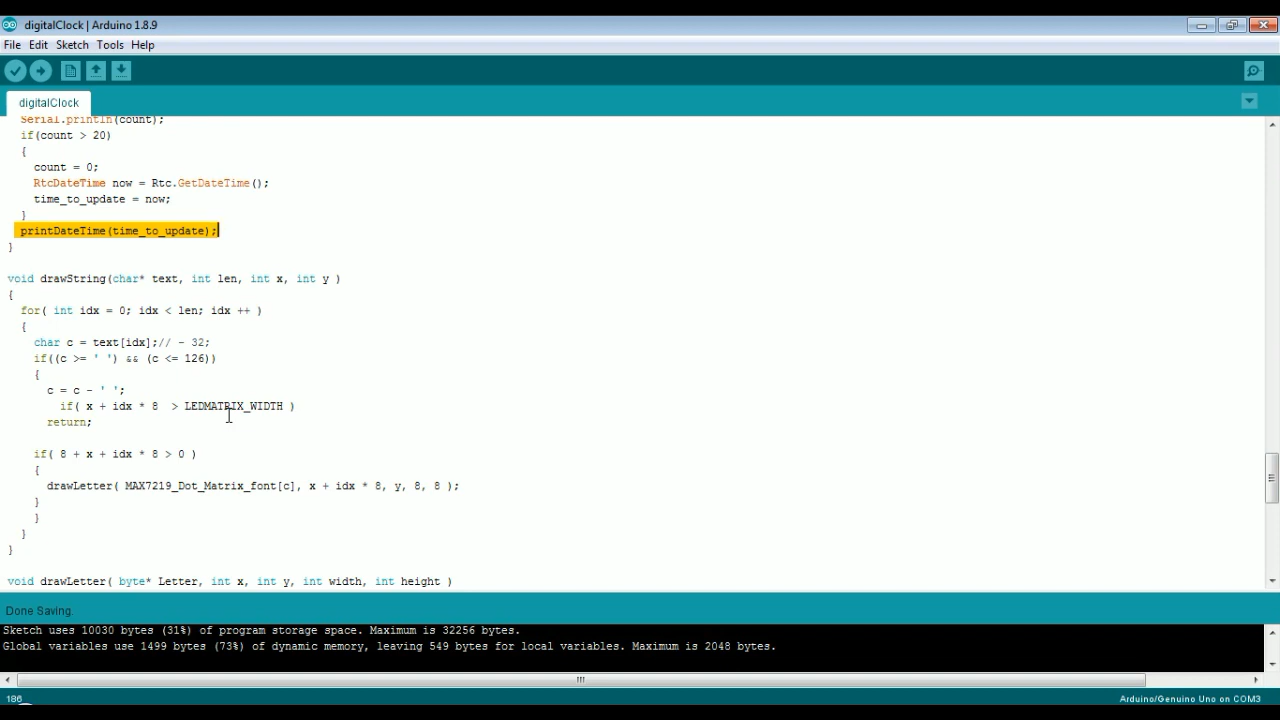 digitalClock | Arduino 1.8.9
File Edit Sketch Tools Help
digitalClock
Serial.println(count);
if(count > 20)
{
count = 0;
RtcDateTime now = Rtc.GetDateTime();
time_to_update = now;
}
printDateTime(time_to_update);
}
void drawString(char* text, int len, int x, int y )
{
for( int idx = 0; idx < len; idx ++ )
{
char c = text[idx];// - 32;
if((c >= ' ') && (c <= 126))
{
c = c - ' ';
if( x + idx * 8  > LEDMATRIX_WIDTH )
return;
if( 8 + x + idx * 8 > 0 )
{
drawLetter( MAX7219_Dot_Matrix_font[c], x + idx * 8, y, 8, 8 );
}
}
}
}
void drawLetter( byte* Letter, int x, int y, int width, int height )
Done Saving.
Sketch uses 10030 bytes (31%) of program storage space. Maximum is 32256 bytes.
Global variables use 1499 bytes (73%) of dynamic memory, leaving 549 bytes for local variables. Maximum is 2048 bytes.
186
Arduino/Genuino Uno on COM3